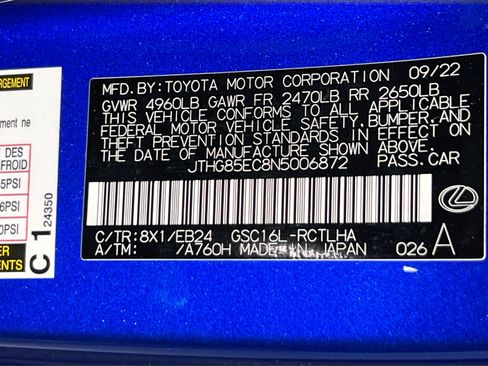 MFD.BY:TOYOTA MOTOR CORPORATION 09/22
GVWR 4960LB GAWR FR 2470LB RR 2650LB
THIS VEHICLE CONFORMS TO ALL APPLICABLE
FEDERAL MOTOR VEHICLE SAFETY,BUMPER,AND
THEFT PREVENTION STANDARDS IN EFFECT ON
THE DATE OF MANUFACTURE SHOWN ABOVE.
JTHG85EC8N5006872 PASS.CAR
C/TR:8X1/EB24 GSC16L-RCTLHA
A/TM: /A760H MADE IN JAPAN 026 A
ment ne
DES
FROID
5PSI
6PSI
0PSI
C 1 24350